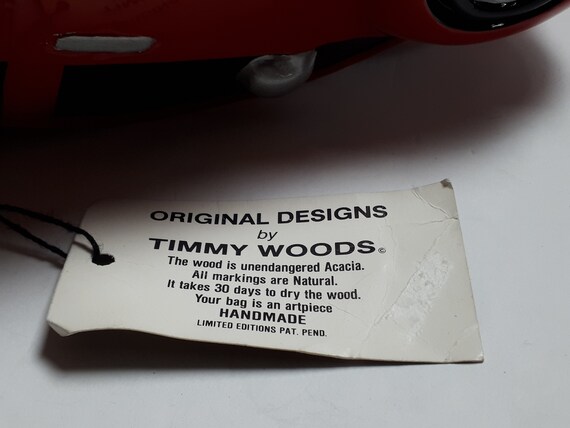 ORIGINAL DESIGNS
by
TIMMY WOODS©
The wood is unendangered Acacia.
All markings are Natural.
It takes 30 days to dry the wood.
Your bag is an artpiece
HANDMADE
LIMITED EDITIONS PAT. PEND.